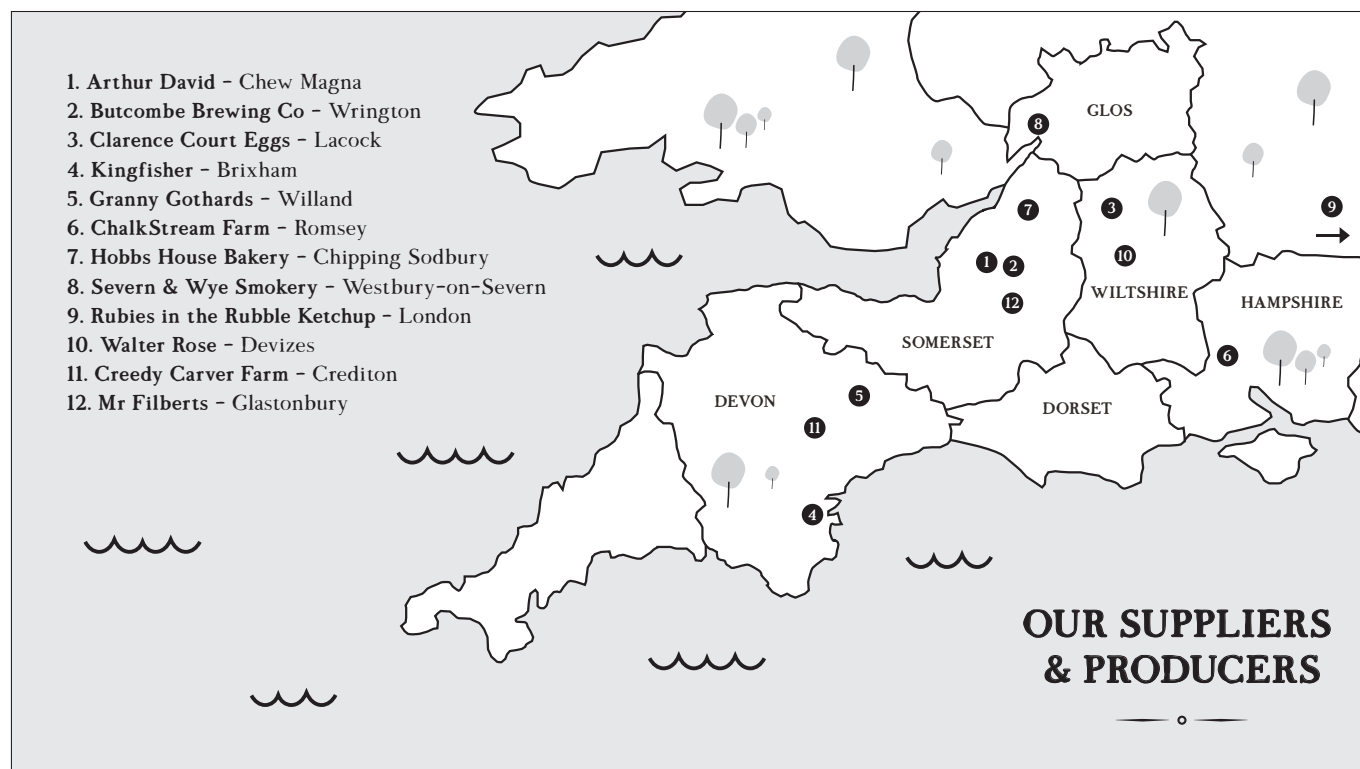 1. Arthur David – Chew Magna
2. Butcombe Brewing Co – Wrington
3. Clarence Court Eggs – Lacock
4. Kingfisher – Brixham
5. Granny Gothards – Willand
6. ChalkStream Farm – Romsey
7. Hobbs House Bakery – Chipping Sodbury
8. Severn & Wye Smokery – Westbury-on-Severn
9. Rubies in the Rubble Ketchup – London
10. Walter Rose – Devizes
11. Creedy Carver Farm – Crediton
12. Mr Filberts – Glastonbury
GLOS
8
9
7
3
1
2
10
12
WILTSHIRE
HAMPSHIRE
SOMERSET
6
5
DEVON
DORSET
11
4
OUR SUPPLIERS
& PRODUCERS